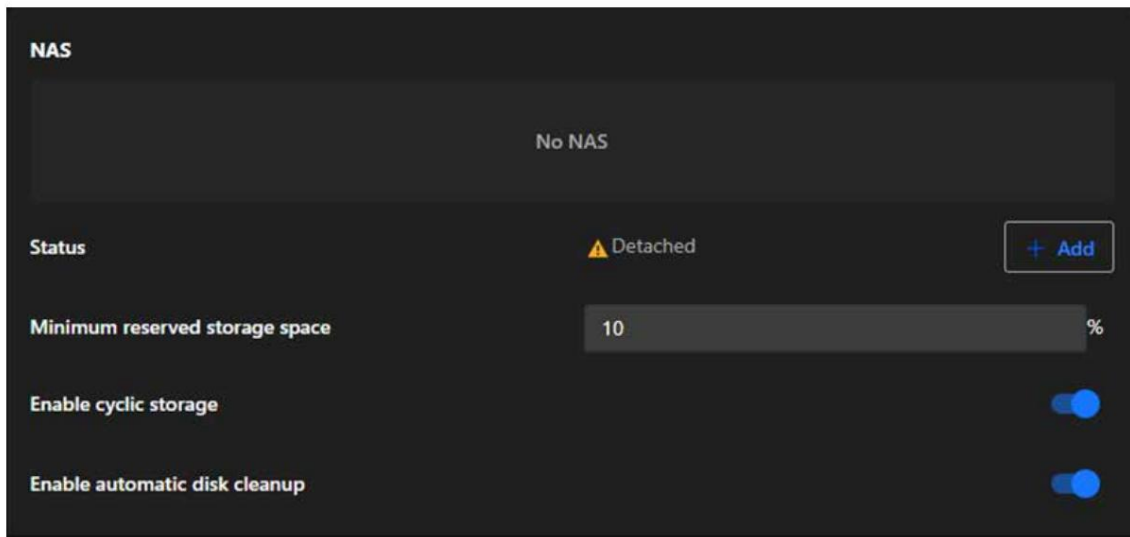 NAS
No NAS
Status Detached + Add
Minimum reserved storage space 10 %
Enable cyclic storage
Enable automatic disk cleanup